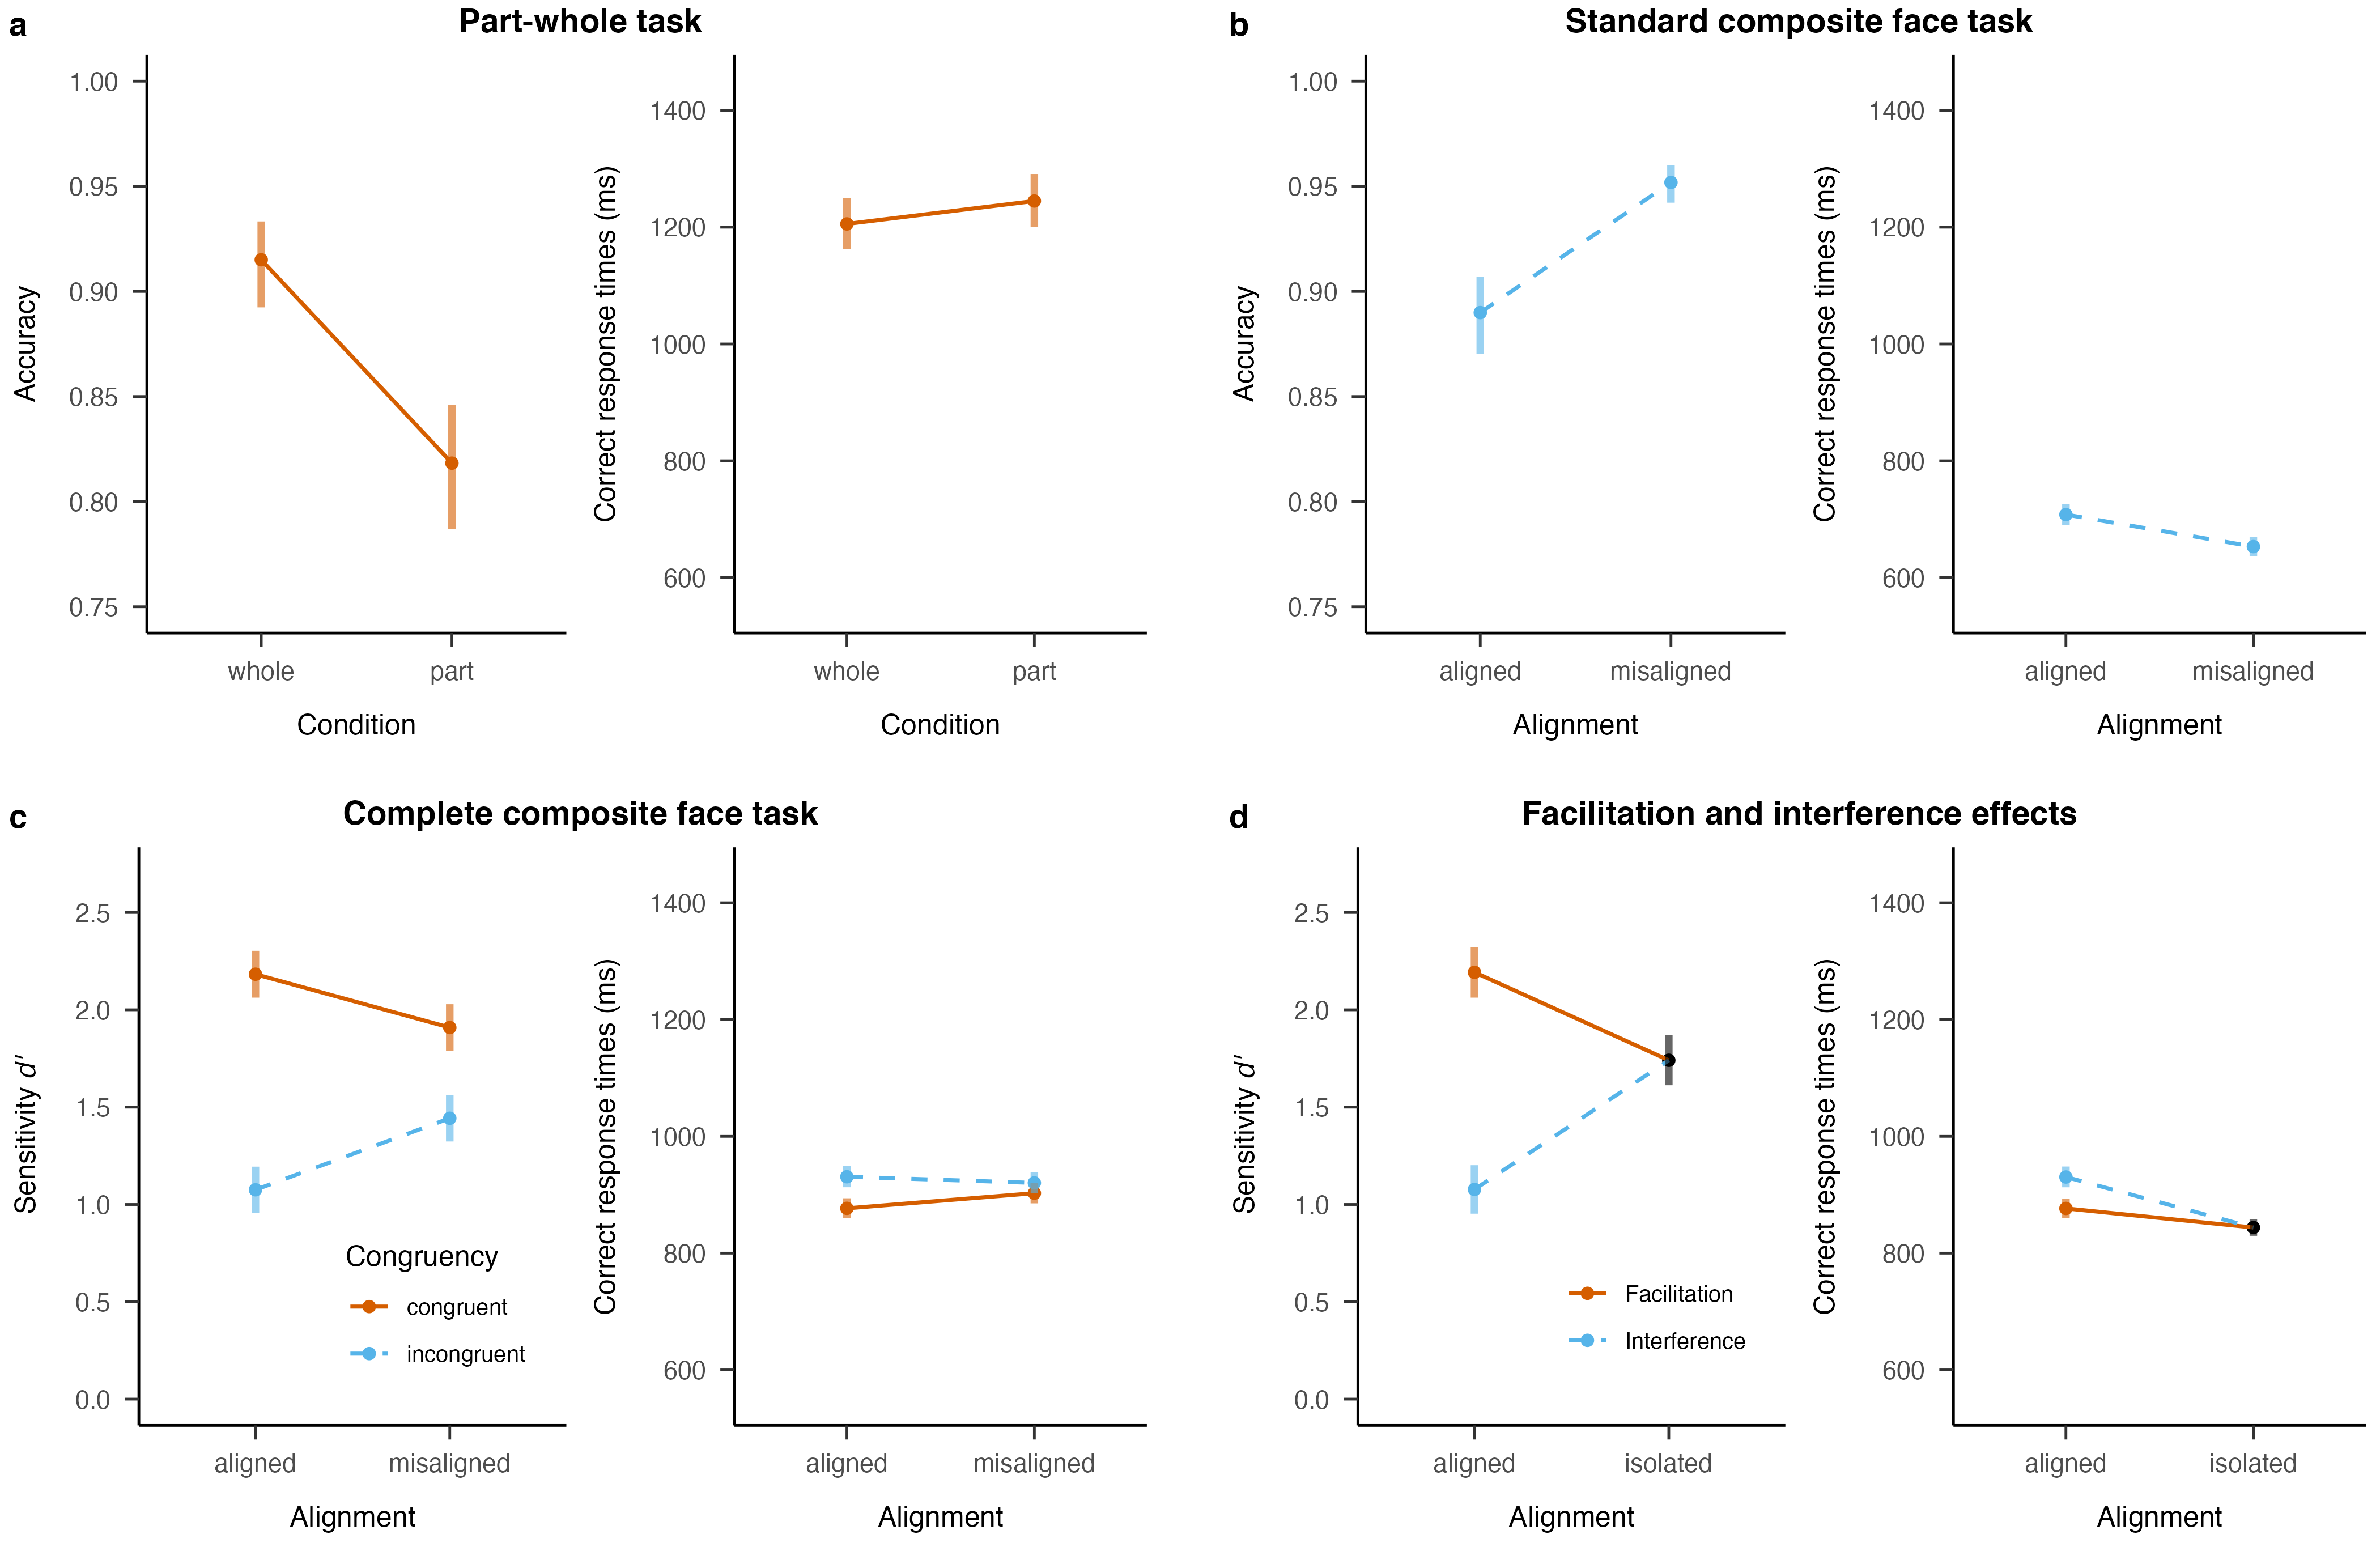 a
Part-whole task
Accuracy
1.00
0.95
0.90
0.85
0.80
0.75
whole
part
Condition
Correct response times (ms)
1400
1200
1000
800
600
whole
part
Condition
b
Standard composite face task
Accuracy
1.00
0.95
0.90
0.85
0.80
0.75
aligned
misaligned
Alignment
Correct response times (ms)
1400
1200
1000
800
600
aligned
misaligned
Alignment
c
Complete composite face task
Sensitivity d'
2.5
2.0
1.5
1.0
0.5
0.0
Congruency
congruent
incongruent
aligned
misaligned
Alignment
Correct response times (ms)
1400
1200
1000
800
600
aligned
misaligned
Alignment
d
Facilitation and interference effects
Sensitivity d'
2.5
2.0
1.5
1.0
0.5
0.0
Facilitation
Interference
aligned
isolated
Alignment
Correct response times (ms)
1400
1200
1000
800
600
aligned
isolated
Alignment